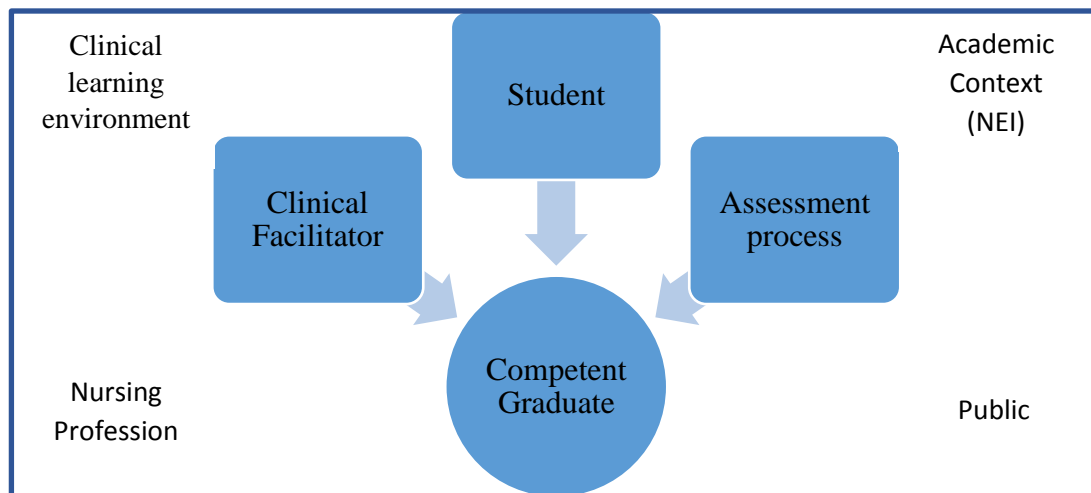 Clinical
learning
environment
Student
Academic
Context
(NEI)
Clinical
Facilitator
Assessment
process
Competent
Graduate
Nursing
Profession
Public